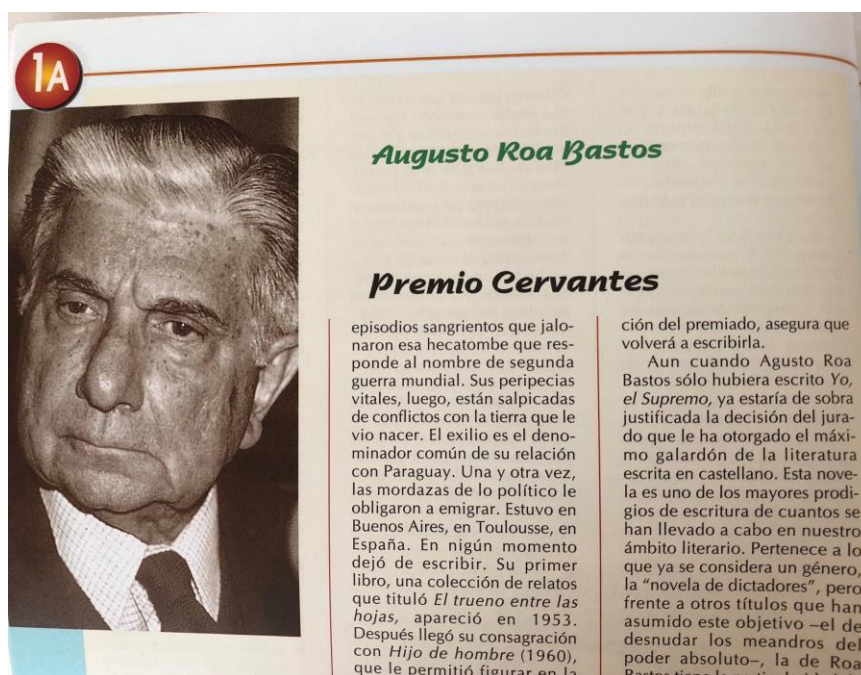 1A
Augusto Roa Bastos
Premio Cervantes
episodios sangrientos que jalo-
naron esa hecatombe que res-
ponde al nombre de segunda
guerra mundial. Sus peripecias
vitales, luego, están salpicadas
de conflictos con la tierra que le
vio nacer. El exilio es el deno-
minador común de su relación
con Paraguay. Una y otra vez,
las mordazas de lo político le
obligaron a emigrar. Estuvo en
Buenos Aires, en Toulousse, en
España. En nigún momento
dejó de escribir. Su primer
libro, una colección de relatos
que tituló El trueno entre las
hojas, apareció en 1953.
Después llegó su consagración
con Hijo de hombre (1960),
que le permitió figurar en la
ción del premiado, asegura que
volverá a escribirla.
Aun cuando Agusto Roa
Bastos sólo hubiera escrito Yo,
el Supremo, ya estaría de sobra
justificada la decisión del jura-
do que le ha otorgado el máxi-
mo galardón de la literatura
escrita en castellano. Esta nove-
la es uno de los mayores prodi-
gios de escritura de cuantos se
han llevado a cabo en nuestro
ámbito literario. Pertenece a lo
que ya se considera un género,
la "novela de dictadores", pero
frente a otros títulos que han
asumido este objetivo –el de
desnudar los meandros del
poder absoluto–, la de Roa
Bastos tiene la